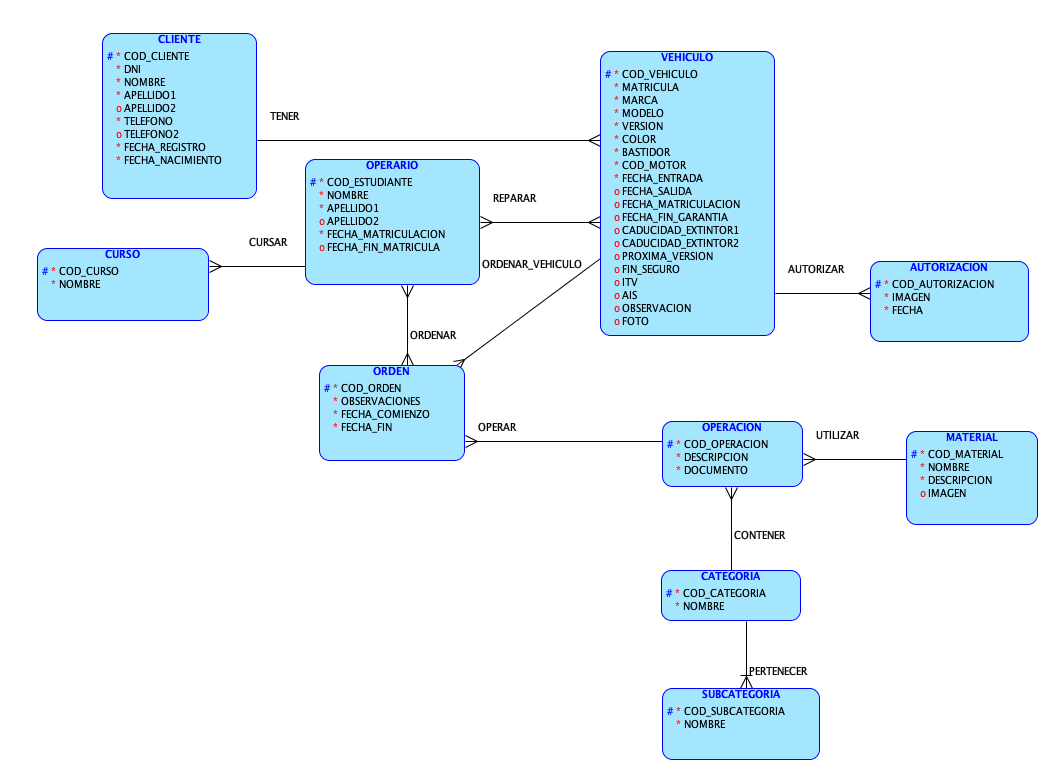 CLIENTE
# * COD_CLIENTE
* DNI
* NOMBRE
* APELLIDO1
o APELLIDO2
* TELEFONO
o TELEFONO2
* FECHA_REGISTRO
* FECHA_NACIMIENTO
TENER
VEHICULO
# * COD_VEHICULO
* MATRICULA
* MARCA
* MODELO
* VERSION
* COLOR
* BASTIDOR
* COD_MOTOR
* FECHA_ENTRADA
o FECHA_SALIDA
o FECHA_MATRICULACION
o FECHA_FIN_GARANTIA
o CADUCIDAD_EXTINTOR1
o CADUCIDAD_EXTINTOR2
o PROXIMA_VERSION
o FIN_SEGURO
o ITV
o AIS
o OBSERVACION
o FOTO
OPERARIO
# * COD_ESTUDIANTE
* NOMBRE
* APELLIDO1
o APELLIDO2
* FECHA_MATRICULACION
o FECHA_FIN_MATRICULA
REPARAR
CURSAR
CURSO
# * COD_CURSO
* NOMBRE
ORDENAR_VEHICULO
AUTORIZAR
AUTORIZACION
# * COD_AUTORIZACION
* IMAGEN
* FECHA
ORDENAR
ORDEN
# * COD_ORDEN
* OBSERVACIONES
* FECHA_COMIENZO
* FECHA_FIN
OPERAR
OPERACION
# * COD_OPERACION
* DESCRIPCION
* DOCUMENTO
UTILIZAR
MATERIAL
# * COD_MATERIAL
* NOMBRE
* DESCRIPCION
o IMAGEN
CONTENER
CATEGORIA
# * COD_CATEGORIA
* NOMBRE
PERTENECER
SUBCATEGORIA
# * COD_SUBCATEGORIA
* NOMBRE